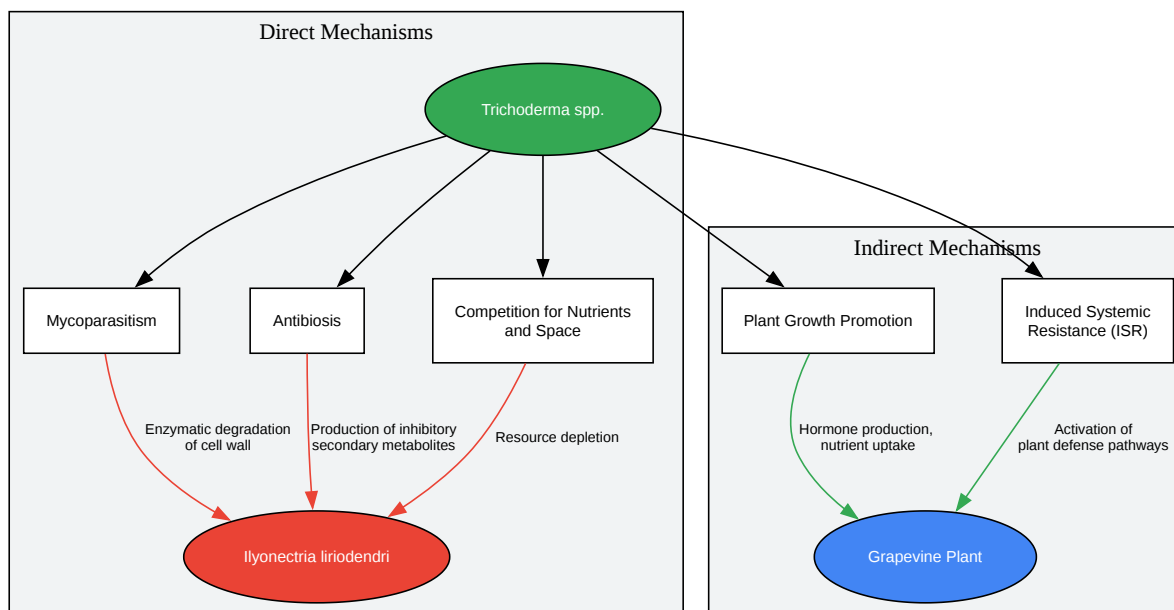 Direct Mechanisms
Trichoderma spp.
Indirect Mechanisms
Mycoparasitism
Antibiosis
Competition for Nutrients
and Space
Plant Growth Promotion
Induced Systemic
Resistance (ISR)
Enzymatic degradation
of cell wall
Production of inhibitory
secondary metabolites
Resource depletion
Hormone production,
nutrient uptake
Activation of
plant defense pathways
Ilyonectria liriodendri
Grapevine Plant